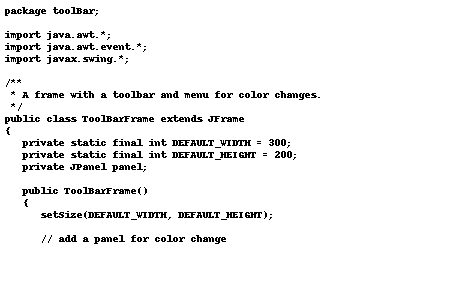 package toolBar;

import java.awt.*;
import java.awt.event.*;
import javax.swing.*;

/**
 * A frame with a toolbar and menu for color changes.
 */
public class ToolBarFrame extends JFrame
{
   private static final int DEFAULT_WIDTH = 300;
   private static final int DEFAULT_HEIGHT = 200;
   private JPanel panel;

   public ToolBarFrame()
   {
      setSize(DEFAULT_WIDTH, DEFAULT_HEIGHT);

      // add a panel for color change